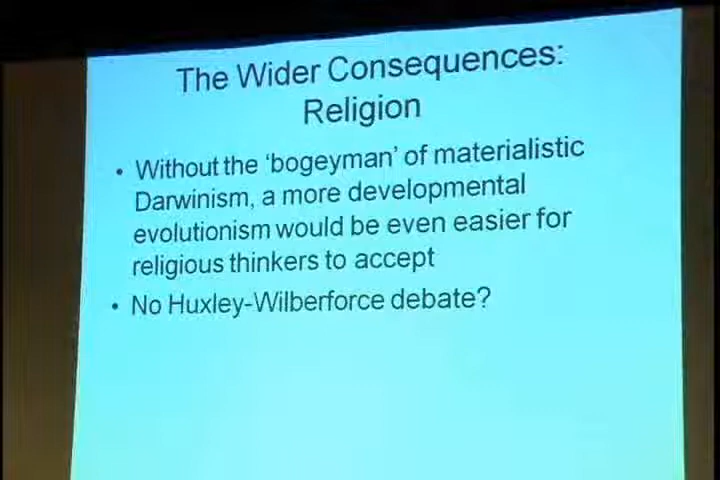 The Wider Consequences:
Religion
• Without the ‘bogeyman’ of materialistic
Darwinism, a more developmental
evolutionism would be even easier for
religious thinkers to accept
• No Huxley-Wilberforce debate?